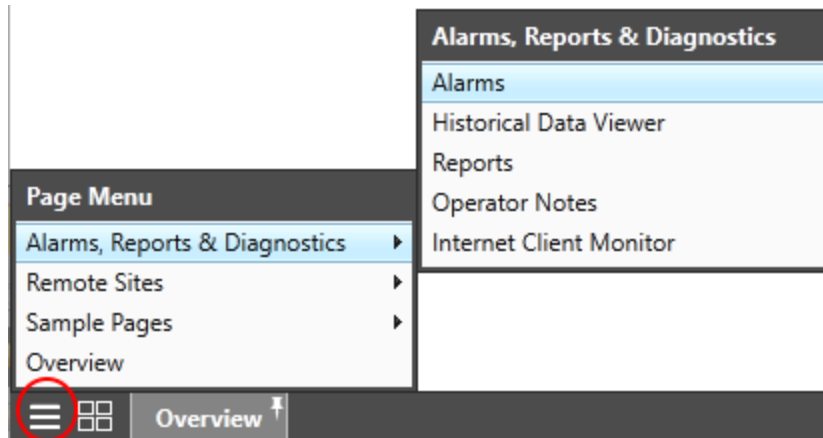 Alarms, Reports & Diagnostics
Alarms
Historical Data Viewer
Reports
Operator Notes
Internet Client Monitor
Page Menu
Alarms, Reports & Diagnostics
Remote Sites
Sample Pages
Overview
Overview